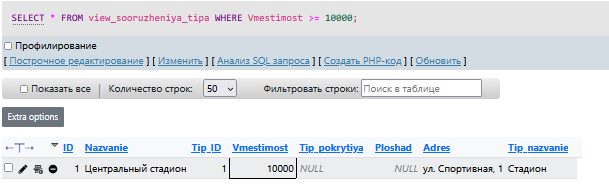 SELECT * FROM view_sooruzheniya_tipa WHERE Vmestimost >= 10000;
Профилирование
[ Построчное редактирование ] [ Изменить ] [ Анализ SQL запроса ] [ Создать PHP-код ] [ Обновить ]
Показать все | Количество строк: 50 Фильтровать строки: Поиск в таблице
Extra options
←T→ ID Nazvanie Tip_ID Vmestimost Tip_pokrytiya Ploshad Adres Tip_nazvanie
1 Центральный стадион 1 10000 NULL NULL ул. Спортивная, 1 Стадион